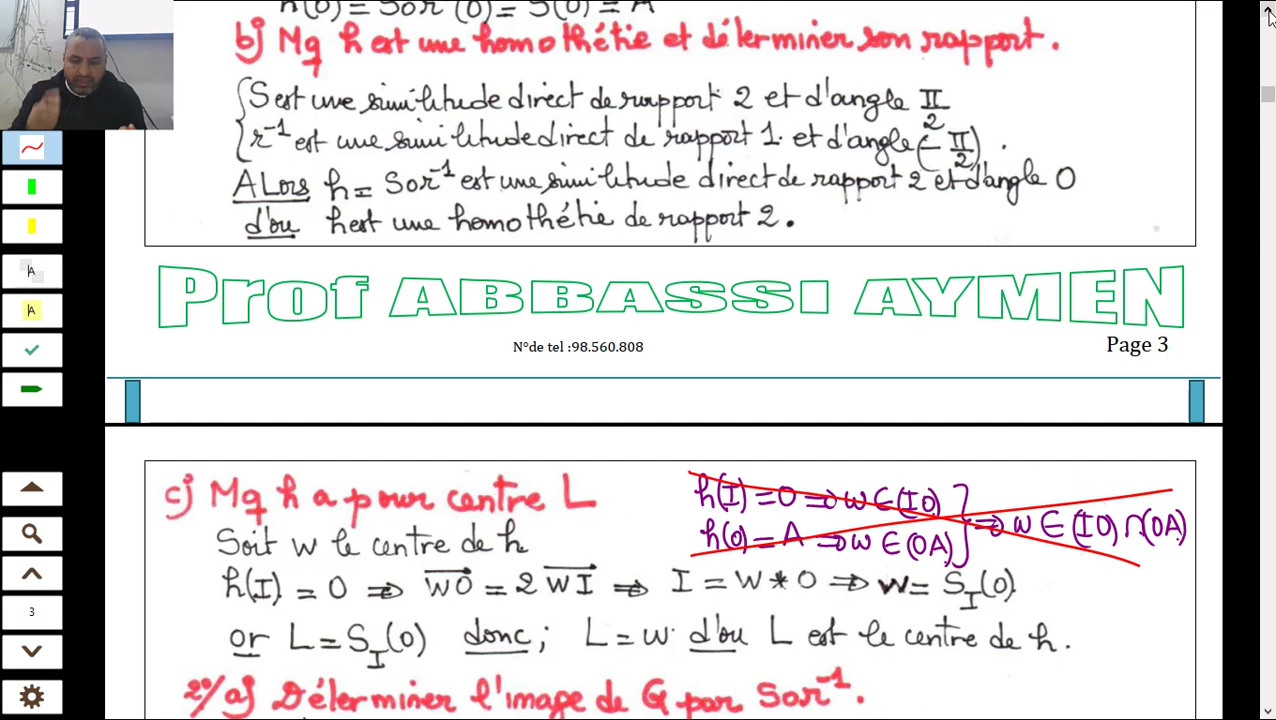 h(O) = Sor⁻¹(O) = S(O) = A
b) Mq h est une homothétie et déterminer son rapport.
S est une similitude direct de rapport 2 et d'angle π/2
r⁻¹ est une similitude direct de rapport 1. et d'angle (-π/2).
ALors h = Sor⁻¹ est une similitude direct de rapport 2 et d'angle 0
d'ou h est une homothétie de rapport 2.
Prof ABBASSI AYMEN
N°de tel :98.560.808
Page 3
c) Mq h a pour centre L
h(I) = O ⇒ w ∈ (IO)
h(O) = A ⇒ w ∈ (OA) } ⇒ w ∈ (IO) ∩ (OA)
Soit w le centre de h
h(I) = O ⇒ wO = 2 wI ⇒ I = w * O ⇒ w = S_I(O)
or L = S_I(O) donc; L = w d'ou L est le centre de h.
2°/a) Déterminer l'image de G par Sor⁻¹.
A
A
3